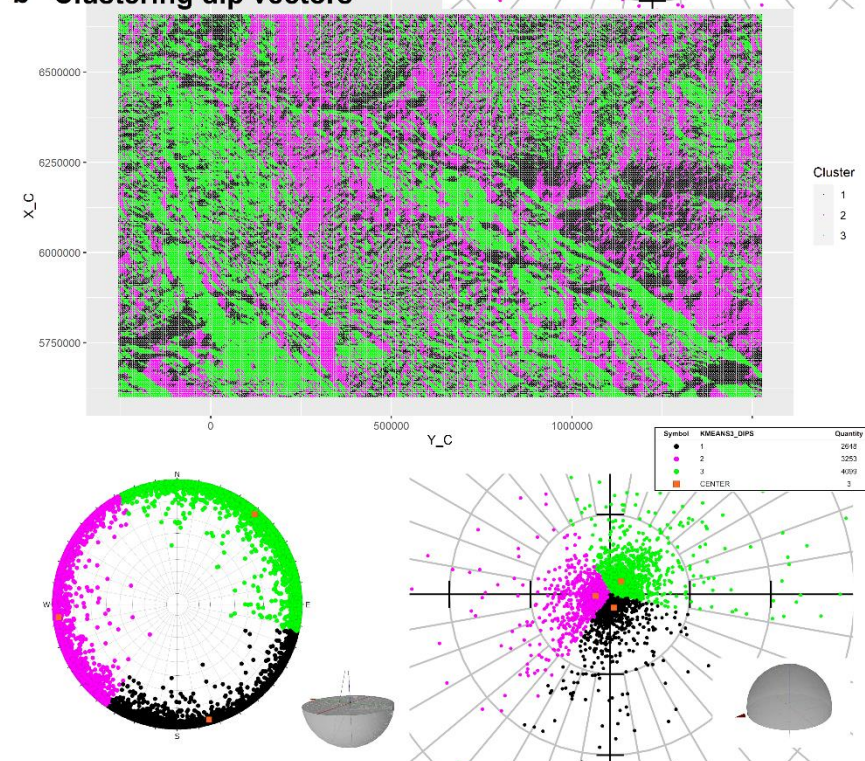 b Clustering dip vectors
6500000
6250000
6000000
5750000
X_C
0
500000
1000000
Y_C
Cluster
1
2
3
Symbol KMEANS3_DIPS Quantity
1 2648
2 3253
3 4099
CENTER 3
N
W
E
S